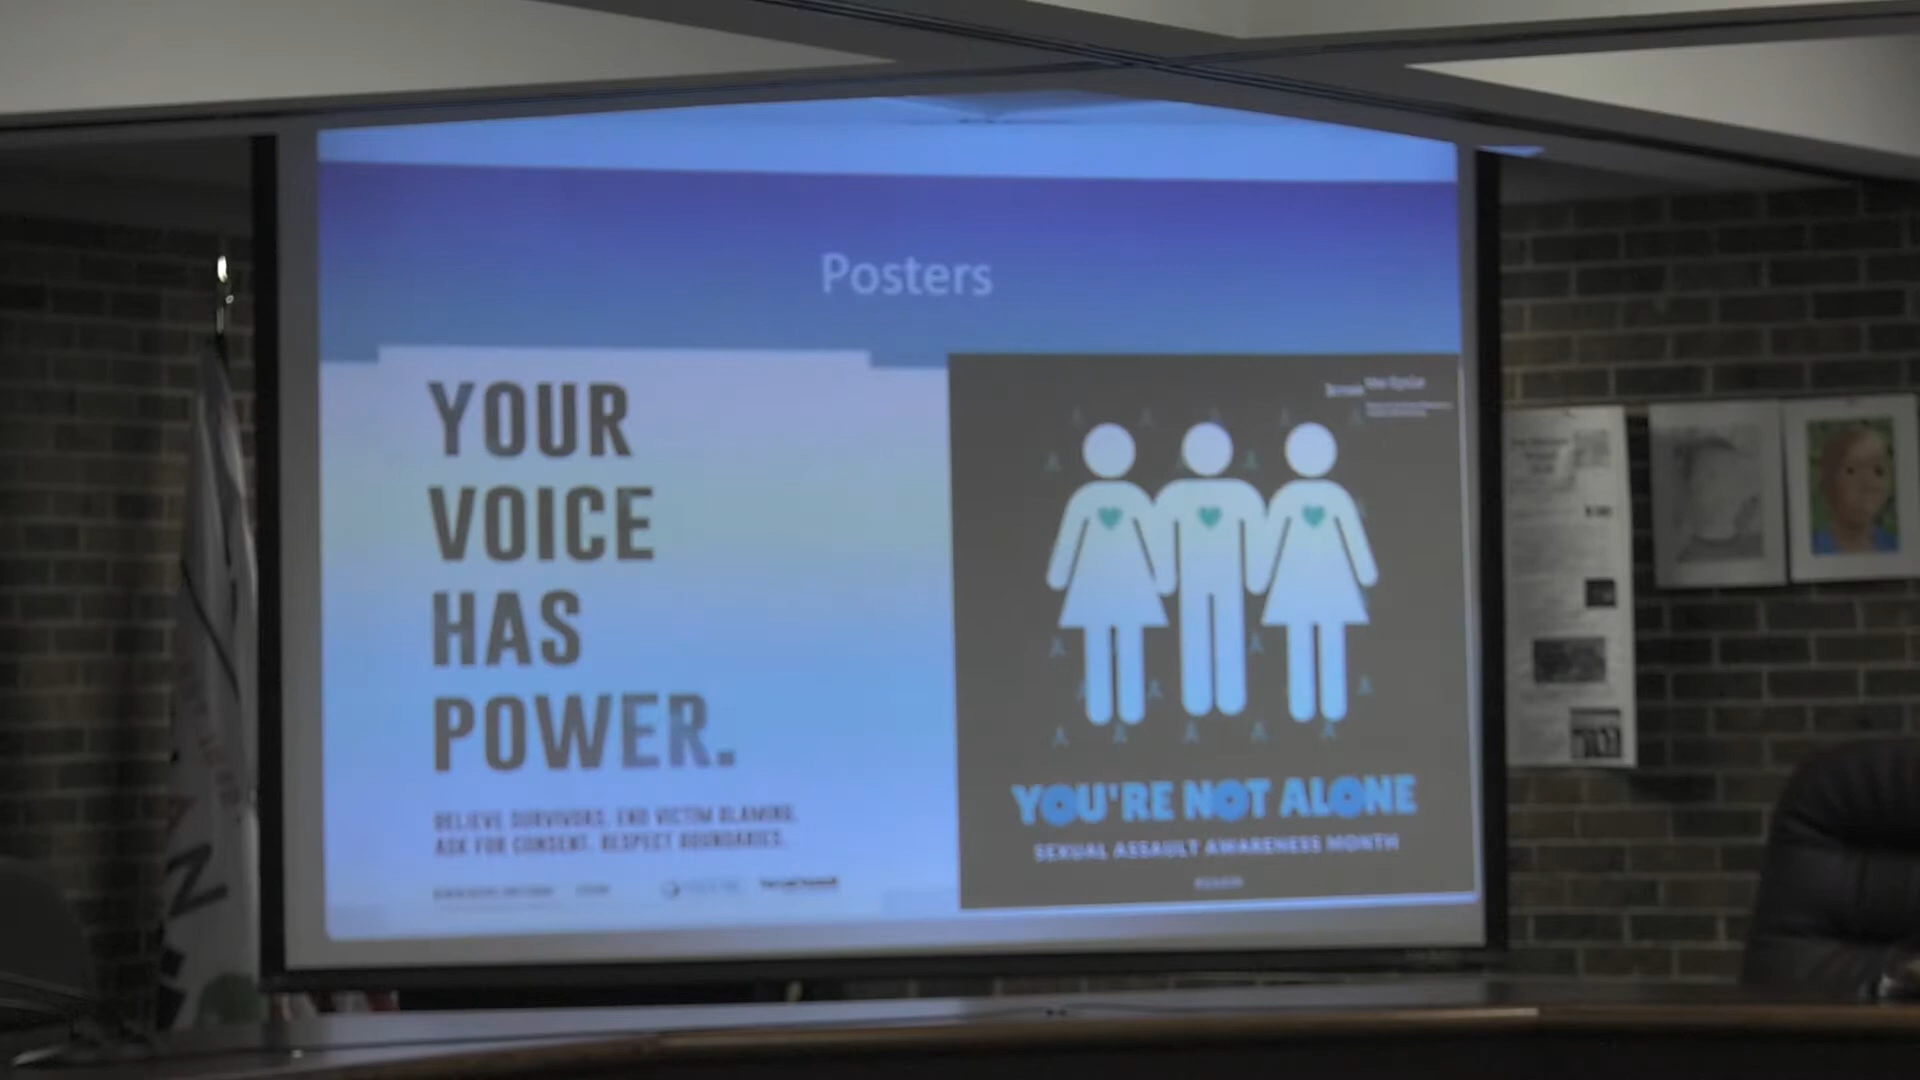 Posters
YOUR
VOICE
HAS
POWER.
BELIEVE SURVIVORS. END VICTIM BLAMING.
ASK FOR CONSENT. RESPECT BOUNDARIES.
YOU'RE NOT ALONE
SEXUAL ASSAULT AWARENESS MONTH